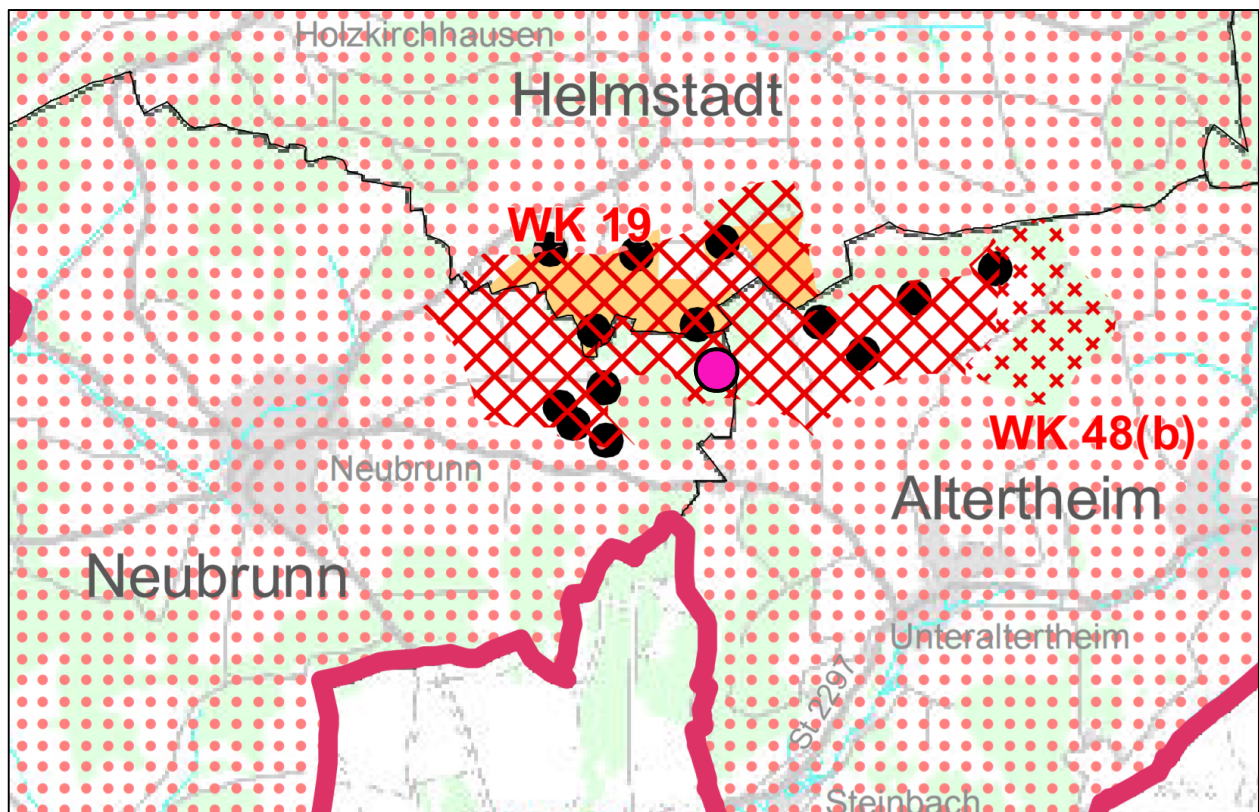 Holzkirchhausen
Helmstadt
WK 19
WK 48(b)
Neubrunn
Altertheim
Neubrunn
Unteraltertheim
St 2297
Steinbach